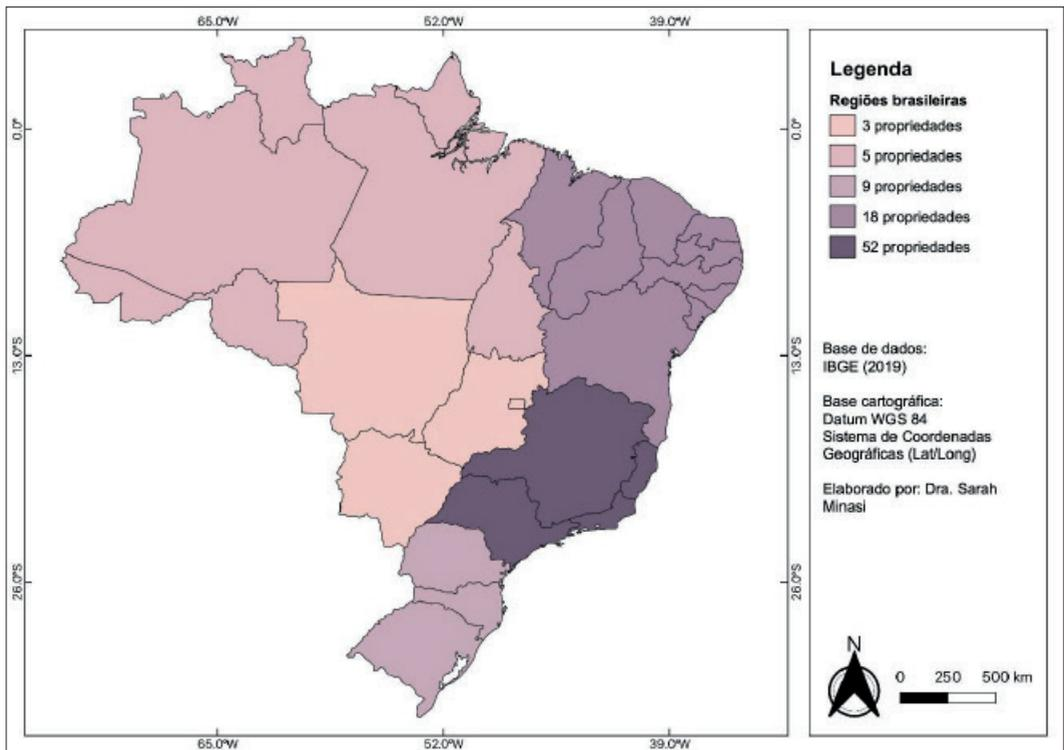 65.0°W 52.0°W 39.0°W
0.0°
13.0°S
26.0°S
0.0°
13.0°S
26.0°S
65.0°W 52.0°W 39.0°W
Legenda
Regiões brasileiras
3 propriedades
5 propriedades
9 propriedades
18 propriedades
52 propriedades
Base de dados:
IBGE (2019)
Base cartográfica:
Datum WGS 84
Sistema de Coordenadas
Geográficas (Lat/Long)
Elaborado por: Dra. Sarah
Minasi
N
0 250 500 km